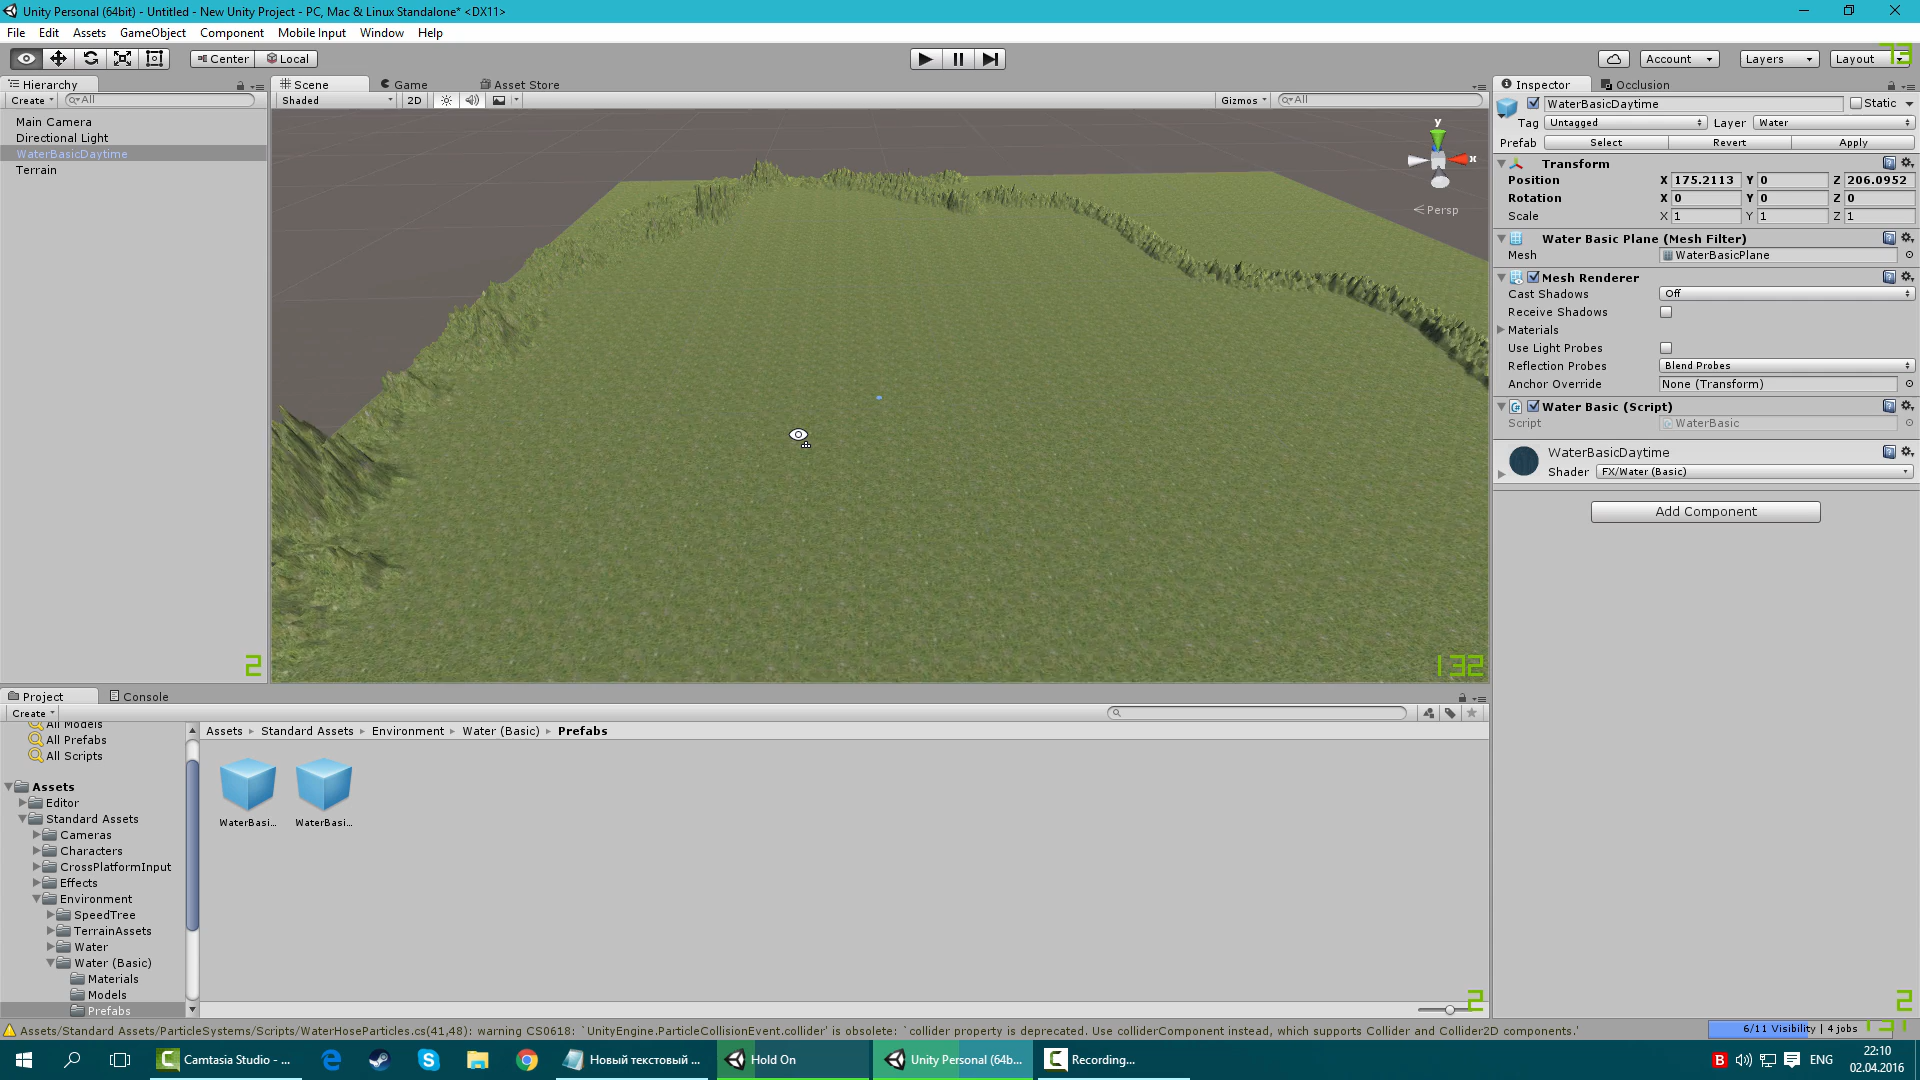 Unity Personal (64bit) - Untitled - New Unity Project - PC, Mac & Linux Standalone* <DX11>
File Edit Assets GameObject Component Mobile Input Window Help
Center Local Account Layers Layout
73
Hierarchy
Create All
Main Camera
Directional Light
WaterBasicDaytime
Terrain
2
Scene Game Asset Store
Shaded 2D Gizmos All
y
x
Persp
132
Inspector Occlusion
WaterBasicDaytime Static
Tag Untagged Layer Water
Prefab Select Revert Apply
Transform
Position X 175.2113 Y 0 Z 206.0952
Rotation X 0 Y 0 Z 0
Scale X 1 Y 1 Z 1
Water Basic Plane (Mesh Filter)
Mesh WaterBasicPlane
Mesh Renderer
Cast Shadows Off
Receive Shadows
Materials
Use Light Probes
Reflection Probes Blend Probes
Anchor Override None (Transform)
Water Basic (Script)
Script WaterBasic
WaterBasicDaytime
Shader FX/Water (Basic)
Add Component
2
Project Console
Create
All Models
All Prefabs
All Scripts
Assets
Editor
Standard Assets
Cameras
Characters
CrossPlatformInput
Effects
Environment
SpeedTree
TerrainAssets
Water
Water (Basic)
Materials
Models
Prefabs
Assets Standard Assets Environment Water (Basic) Prefabs
WaterBasi... WaterBasi...
2
Assets/Standard Assets/ParticleSystems/Scripts/WaterHoseParticles.cs(41,48): warning CS0618: `UnityEngine.ParticleCollisionEvent.collider' is obsolete: `collider property is deprecated. Use colliderComponent instead, which supports Collider and Collider2D components.'
6/11 Visibility | 4 jobs
131
Camtasia Studio - ... Новый текстовый ... Hold On Unity Personal (64b... Recording... ENG
22:10
02.04.2016